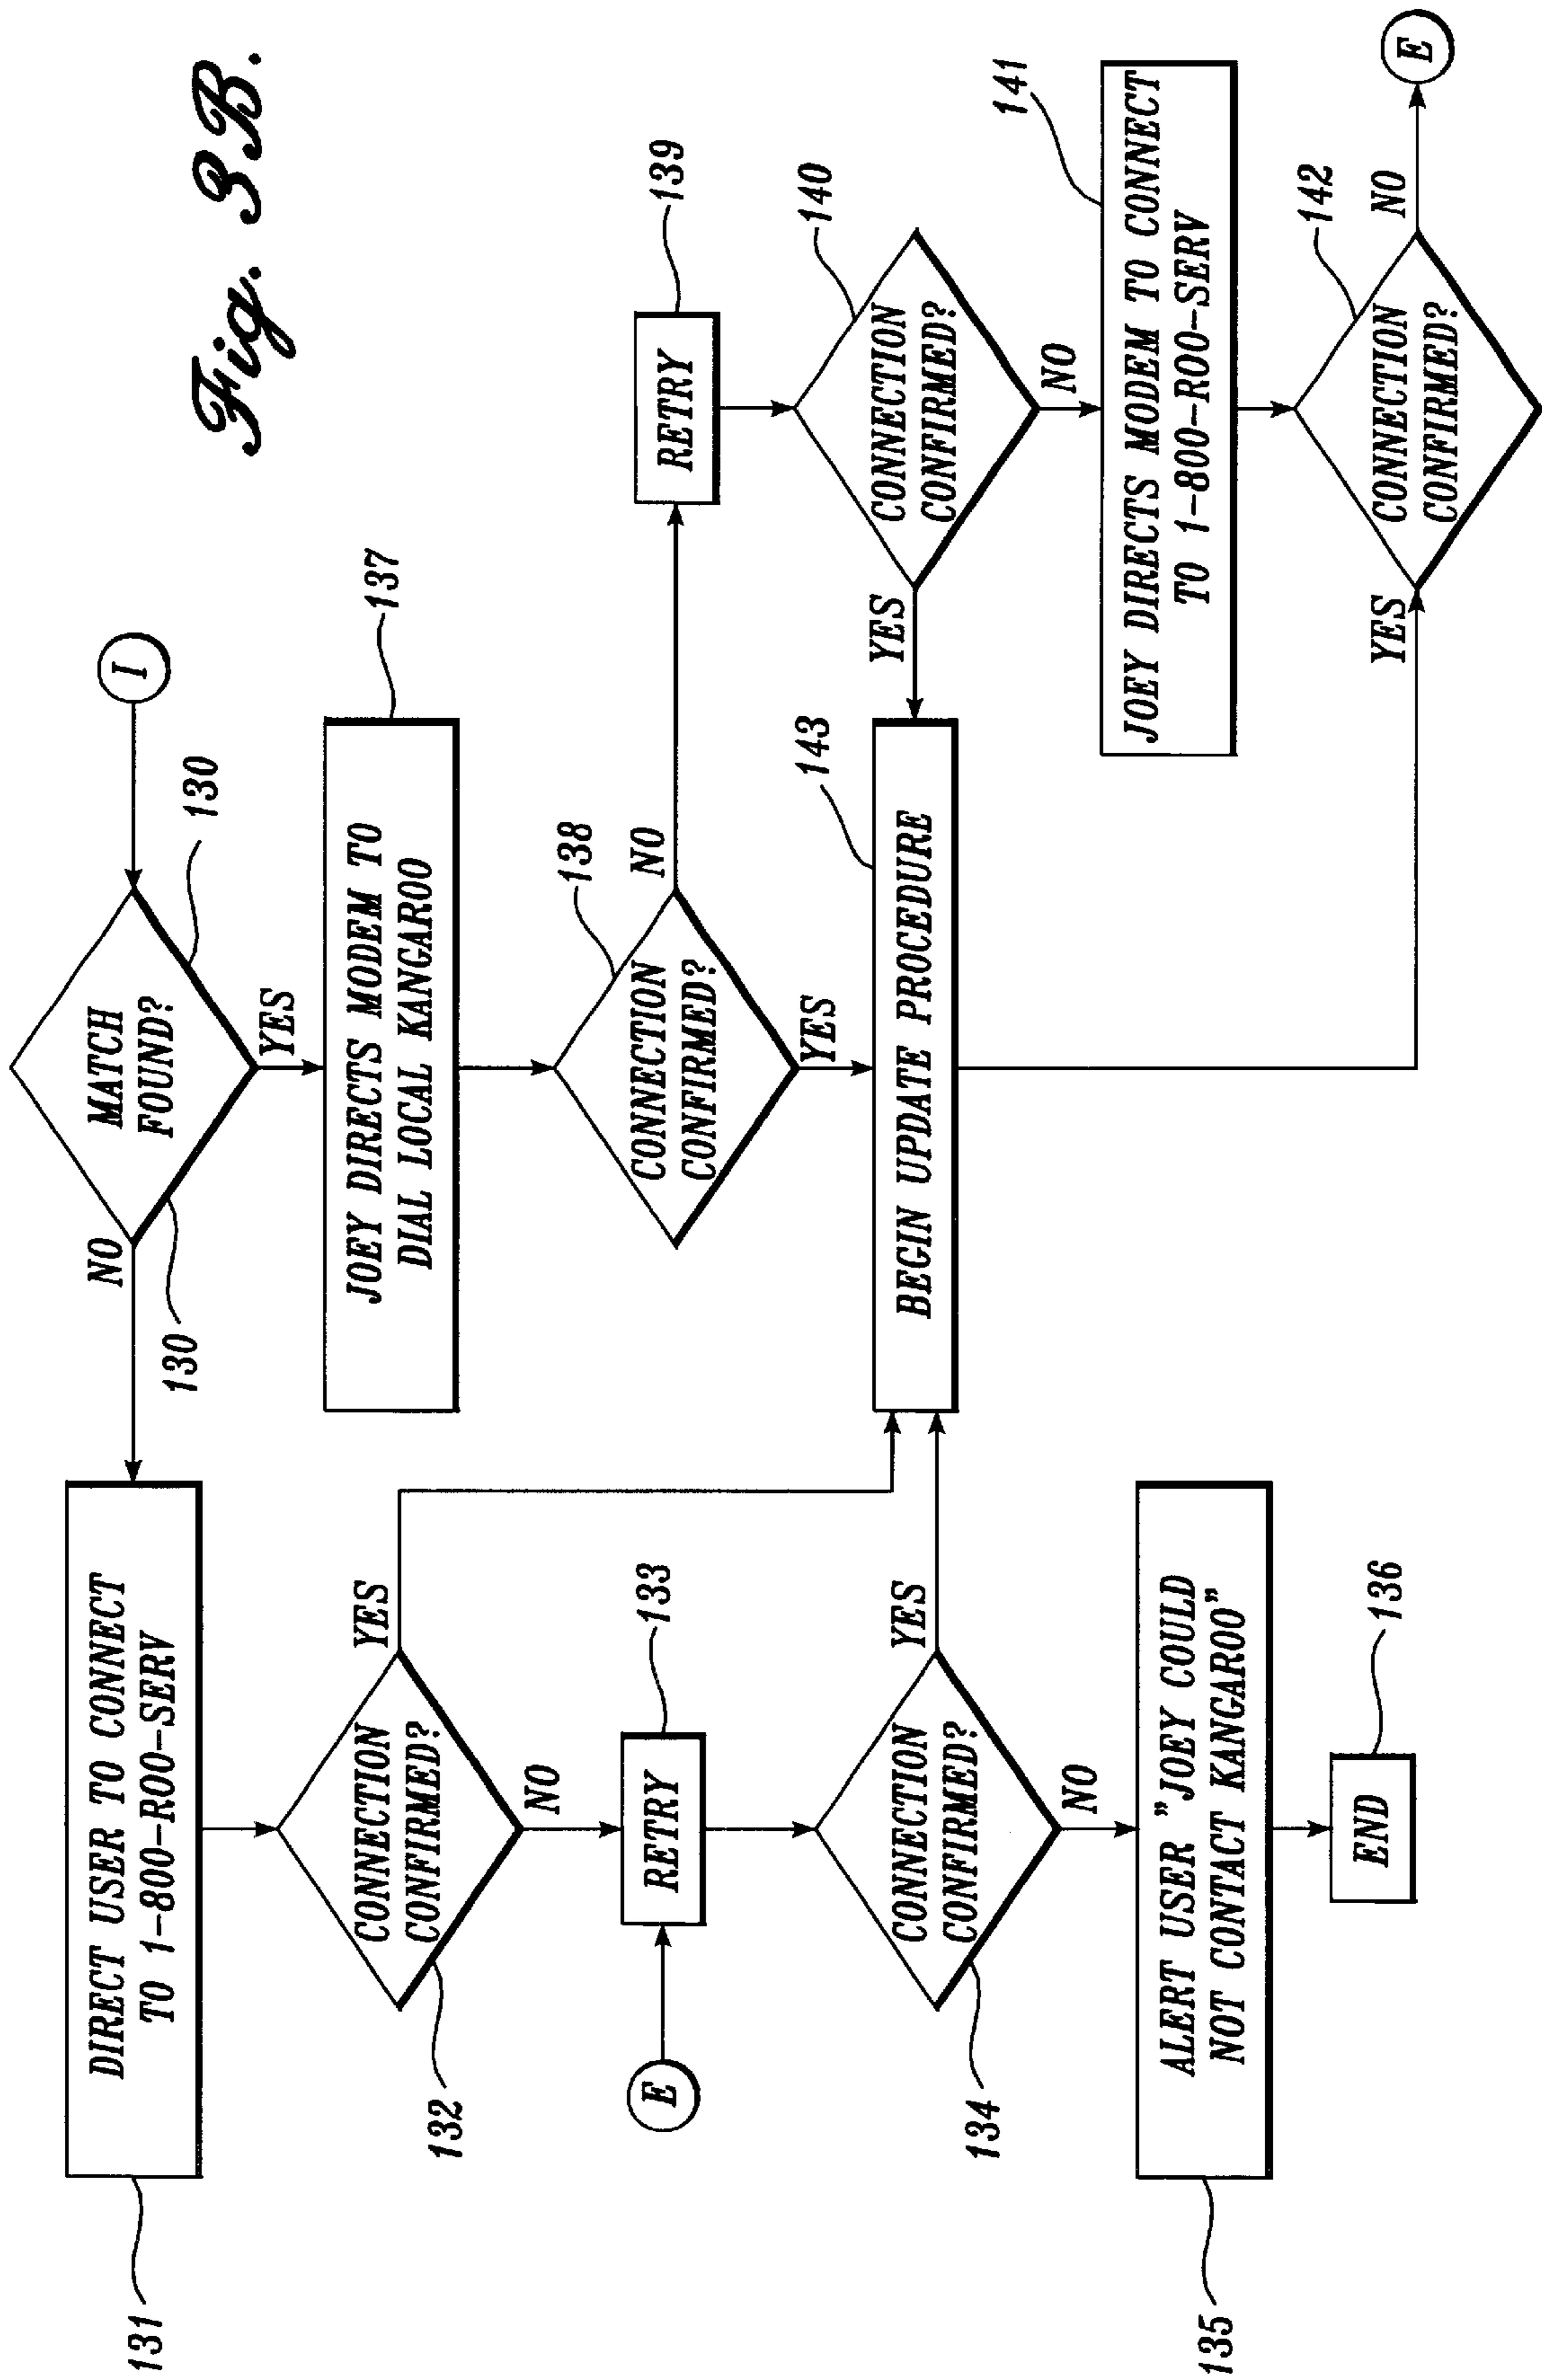 Fig. 3B.
I
MATCH
FOUND?
130
130
NO
YES
DIRECT USER TO CONNECT
TO 1-800-ROO-SERV
131
JOEY DIRECTS MODEM TO
DIAL LOCAL KANGAROO
137
CONNECTION
CONFIRMED?
132
YES
NO
E
RETRY
133
CONNECTION
CONFIRMED?
134
YES
NO
ALERT USER "JOEY COULD
NOT CONTACT KANGAROO"
135
END
136
CONNECTION
CONFIRMED?
138
NO
YES
RETRY
139
CONNECTION
CONFIRMED?
140
YES
NO
BEGIN UPDATE PROCEDURE
143
JOEY DIRECTS MODEM TO CONNECT
TO 1-800-ROO-SERV
141
CONNECTION
CONFIRMED?
142
YES
NO
E